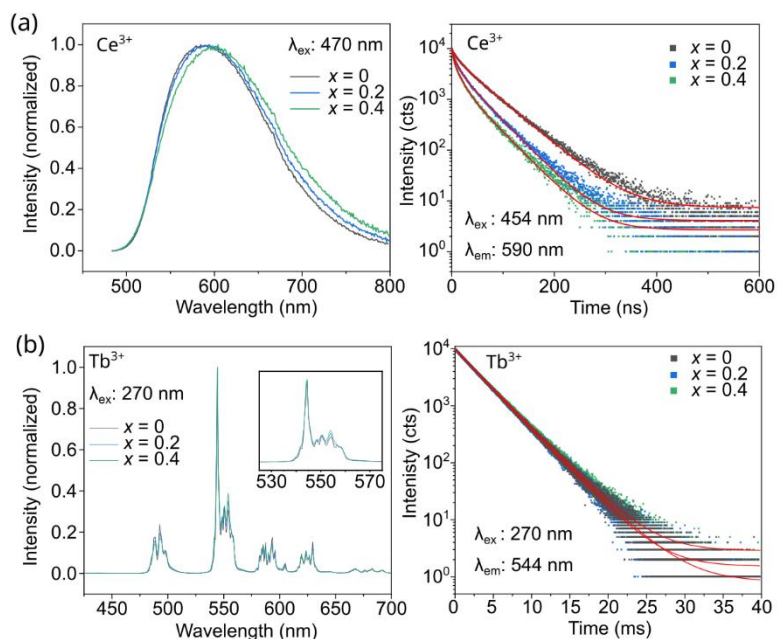 (a)
Ce³⁺
λex: 470 nm
x = 0
x = 0.2
x = 0.4
Intensity (normalized)
1.0
0.8
0.6
0.4
0.2
0.0
500 550 600 650 700 750 800
Wavelength (nm)
Ce³⁺
x = 0
x = 0.2
x = 0.4
Intensity (cts)
10⁴
10³
10²
10¹
10⁰
λex 454 nm
λem 590 nm
0 200 400 600
Time (ns)
(b)
Tb³⁺
λex: 270 nm
x = 0
x = 0.2
x = 0.4
Intensity (normalized)
1.0
0.8
0.6
0.4
0.2
0.0
530 550 570
450 500 550 600 650 700
Wavelength (nm)
Tb³⁺
x = 0
x = 0.2
x = 0.4
Intenisty (cts)
10⁴
10³
10²
10¹
10⁰
λex 270 nm
λem 544 nm
0 5 10 15 20 25 30 35 40
Time (ms)